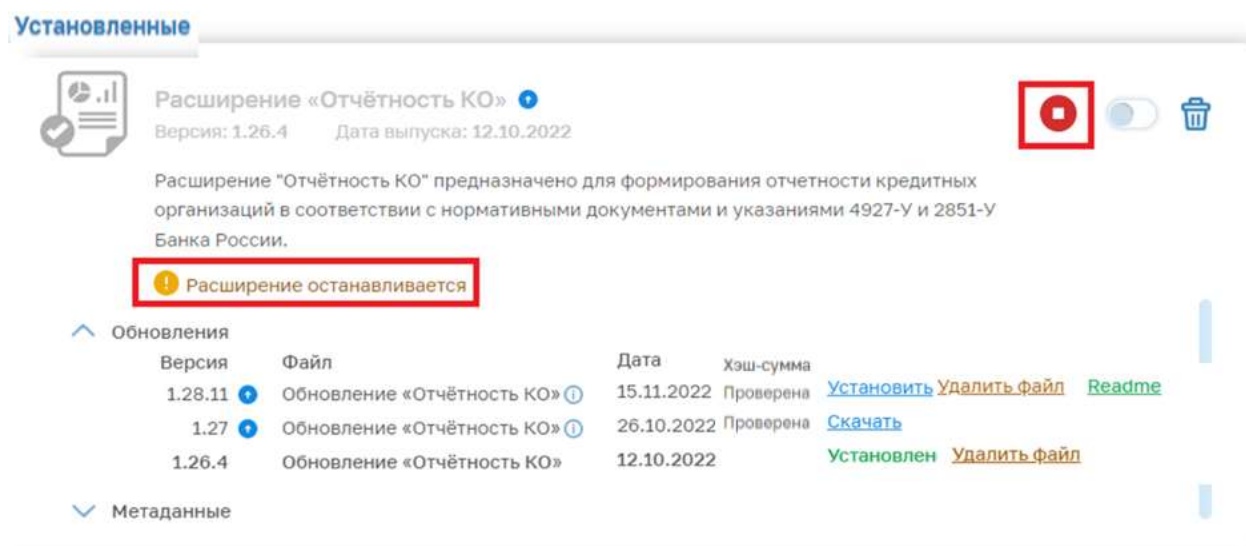 Установленные
Расширение «Отчётность КО»
Версия: 1.26.4 Дата выпуска: 12.10.2022
Расширение "Отчётность КО" предназначено для формирования отчетности кредитных
организаций в соответствии с нормативными документами и указаниями 4927-У и 2851-У
Банка России.
Расширение останавливается
Обновления
Версия Файл Дата Хэш-сумма
1.28.11 Обновление «Отчётность КО» 15.11.2022 Проверена Установить Удалить файл Readme
1.27 Обновление «Отчётность КО» 26.10.2022 Проверена Скачать
1.26.4 Обновление «Отчётность КО» 12.10.2022 Установлен Удалить файл
Метаданные